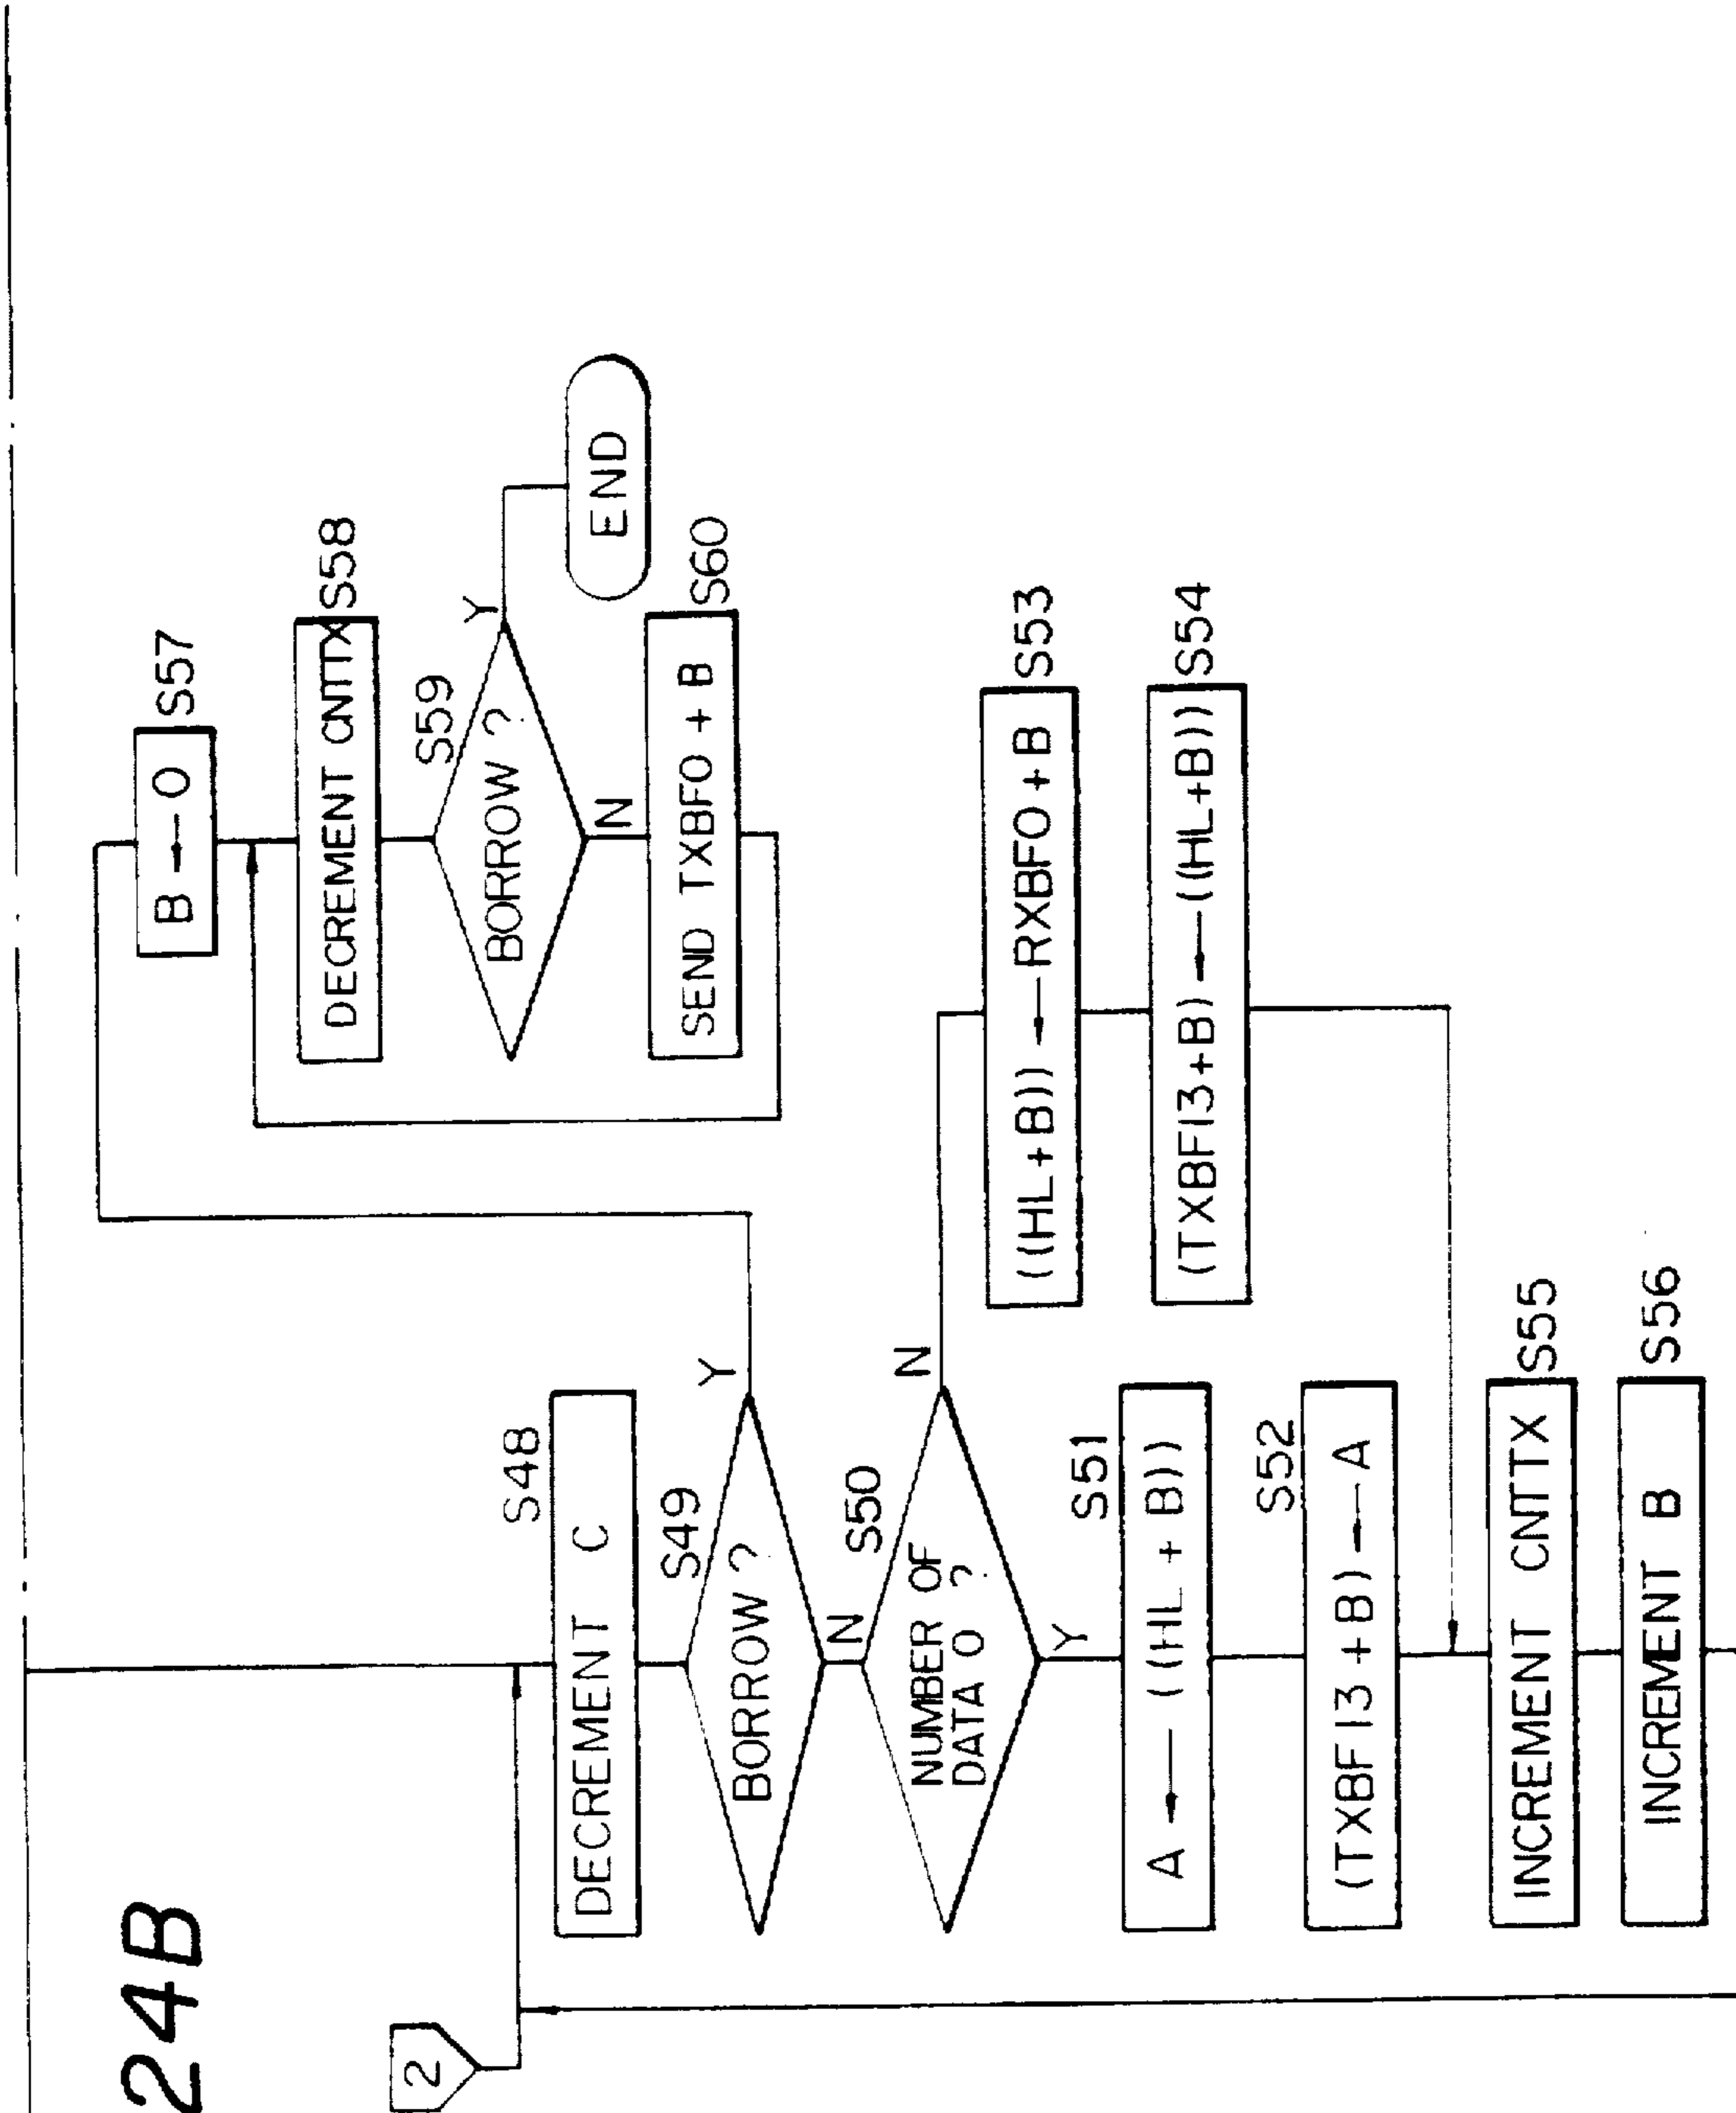 24B
2
S48
DECREMENT C
S49
BORROW ?
Y
N
S50
NUMBER OF
DATA 0 ?
N
Y
S51
A ← ((HL + B))
S52
(TXBF13+B) ← A
S53
((HL+B)) ← RXBF0+B
S54
(TXBF13+B) ← ((HL+B))
S55
INCREMENT CNTTX
S56
INCREMENT B
S57
B ← 0
S58
DECREMENT CNTTX
S59
BORROW ?
Y
N
END
S60
SEND TXBF0 + B